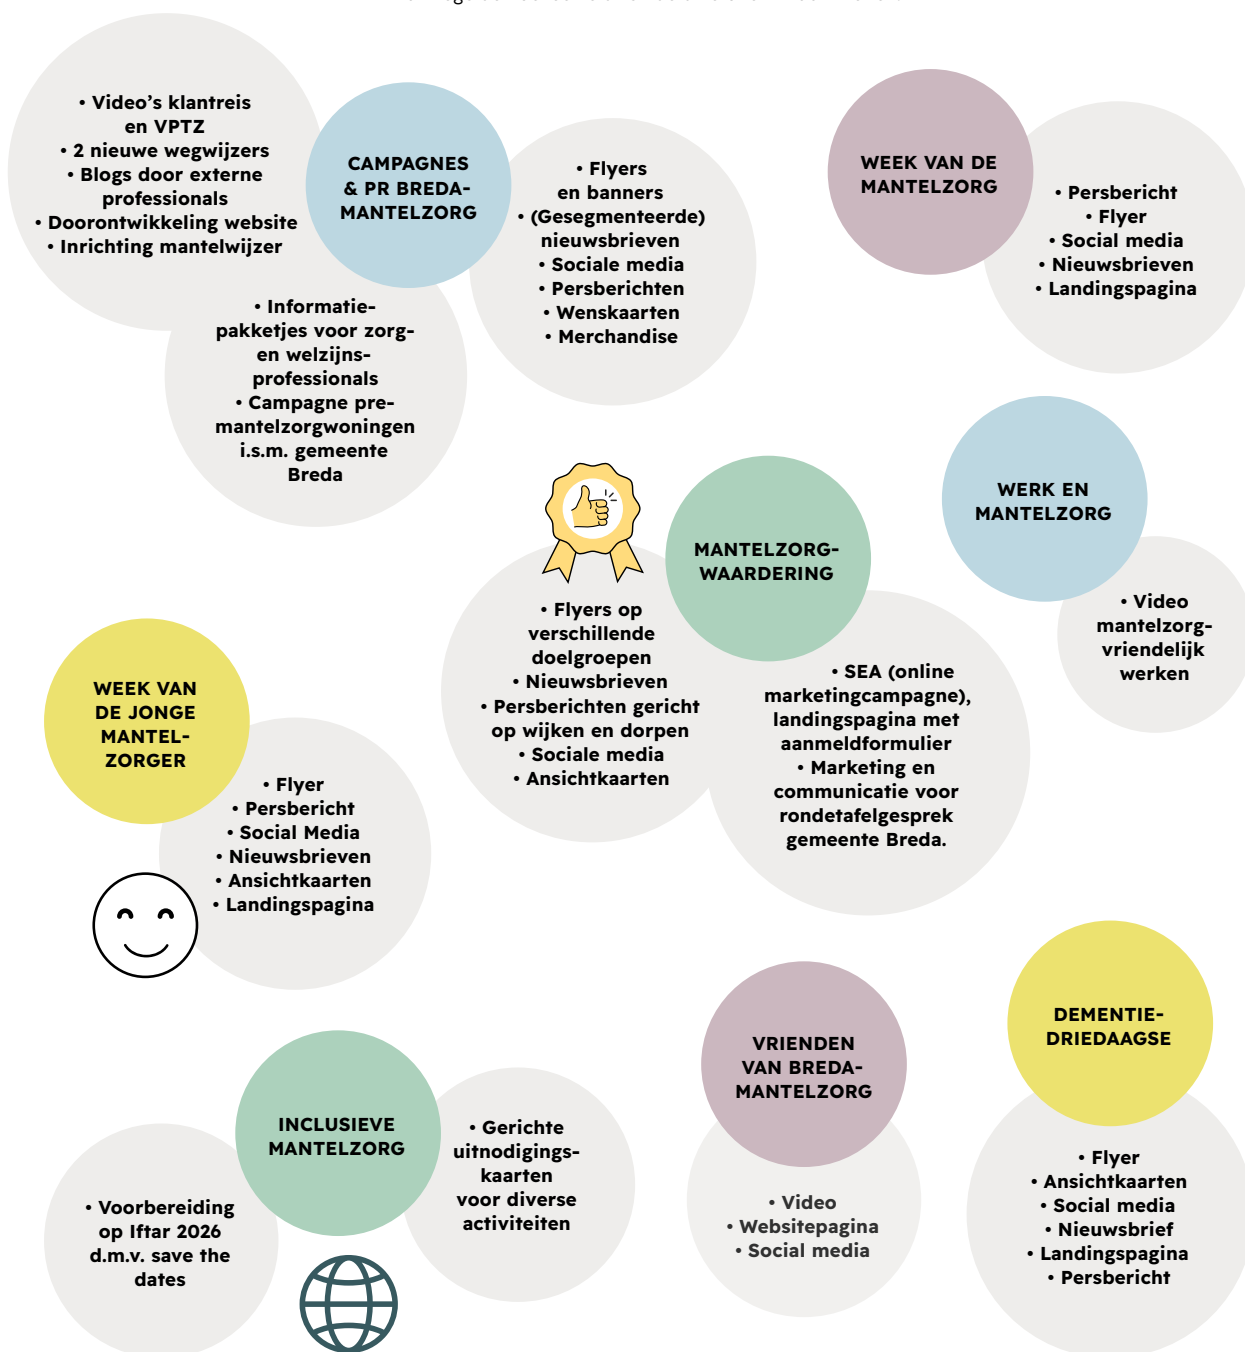 • Video’s klantreis
en VPTZ
• 2 nieuwe wegwijzers
• Blogs door externe
professionals
• Doorontwikkeling website
• Inrichting mantelwijzer
CAMPAGNES
& PR BREDA-
MANTELZORG
• Flyers
en banners
• (Gesegmenteerde)
nieuwsbrieven
• Sociale media
• Persberichten
• Wenskaarten
• Merchandise
• Informatie-
pakketjes voor zorg-
en welzijns-
professionals
• Campagne pre-
mantelzorgwoningen
i.s.m. gemeente
Breda
WEEK VAN DE
MANTELZORG
• Persbericht
• Flyer
• Social media
• Nieuwsbrieven
• Landingspagina
WERK EN
MANTELZORG
• Video
mantelzorg-
vriendelijk
werken
MANTELZORG-
WAARDERING
• Flyers op
verschillende
doelgroepen
• Nieuwsbrieven
• Persberichten gericht
op wijken en dorpen
• Sociale media
• Ansichtkaarten
• SEA (online
marketingcampagne),
landingspagina met
aanmeldformulier
• Marketing en
communicatie voor
rondetafelgesprek
gemeente Breda.
WEEK VAN
DE JONGE
MANTEL-
ZORGER
• Flyer
• Persbericht
• Social Media
• Nieuwsbrieven
• Ansichtkaarten
• Landingspagina
INCLUSIEVE
MANTELZORG
• Voorbereiding
op Iftar 2026
d.m.v. save the
dates
• Gerichte
uitnodigings-
kaarten
voor diverse
activiteiten
VRIENDEN
VAN BREDA-
MANTELZORG
• Video
• Websitepagina
• Social media
DEMENTIE-
DRIEDAAGSE
• Flyer
• Ansichtkaarten
• Social media
• Nieuwsbrief
• Landingspagina
• Persbericht